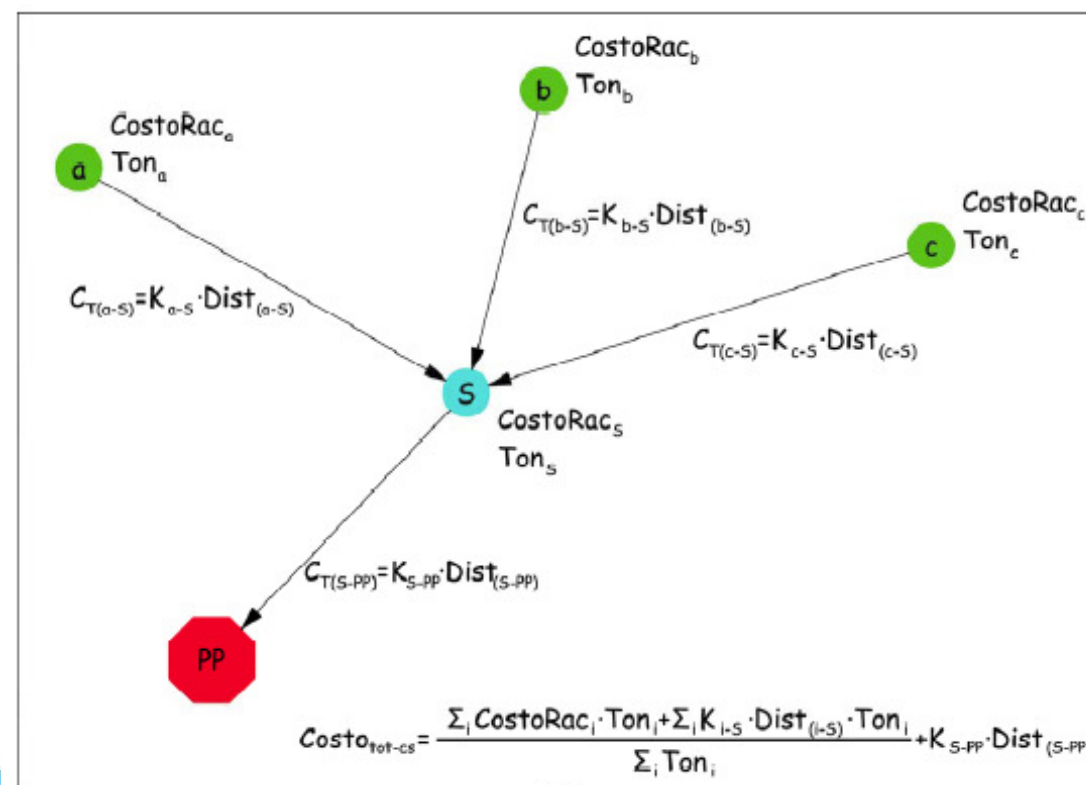 CostoRac_b
b Ton_b
CostoRac_a
a Ton_a
CostoRac_c
c Ton_c
C_T(b-S)=K_b-S·Dist_(b-S)
C_T(a-S)=K_a-S·Dist_(a-S)
C_T(c-S)=K_c-S·Dist_(c-S)
S
CostoRac_S
Ton_S
C_T(S-PP)=K_S-PP·Dist_(S-PP)
PP
Costo_tot-cs= (Σ_i CostoRac_i·Ton_i+Σ_i K_i-S·Dist_(i-S)·Ton_i)/(Σ_i Ton_i) +K_S-PP·Dist_(S-PP